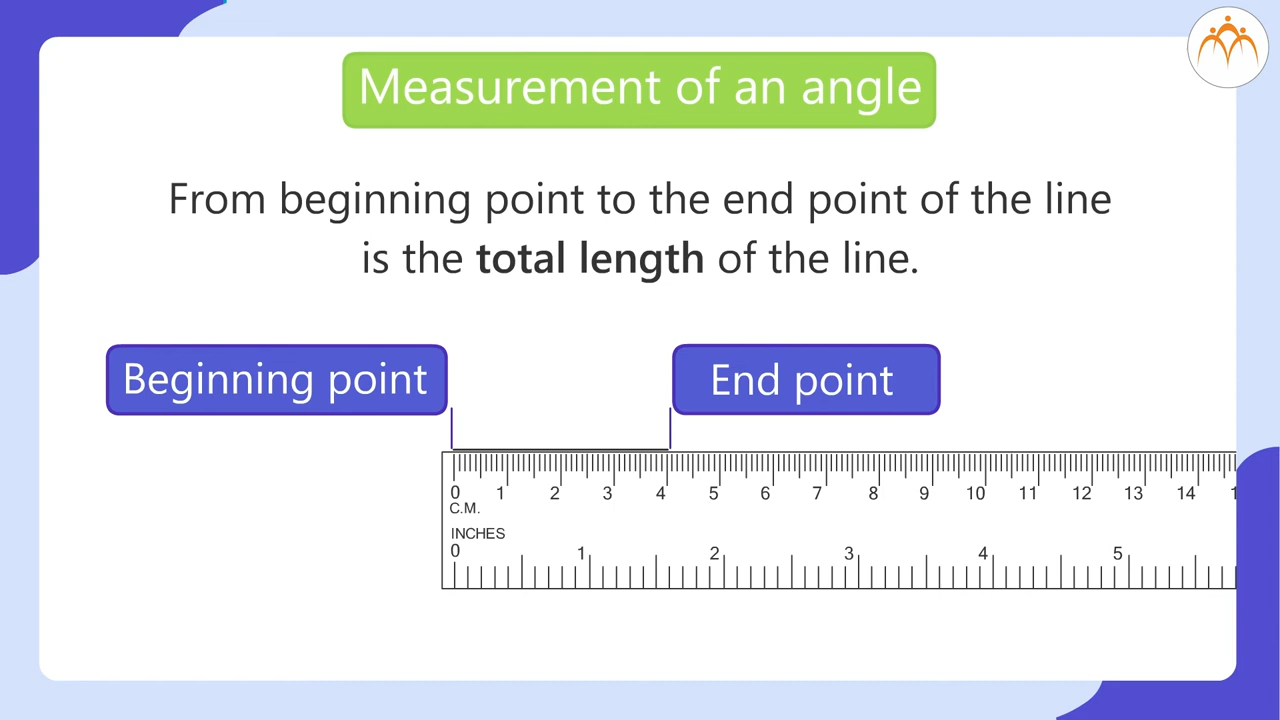 Measurement of an angle
From beginning point to the end point of the line
is the total length of the line.
Beginning point
End point
0 1 2 3 4 5 6 7 8 9 10 11 12 13 14
C.M.
INCHES
0 1 2 3 4 5